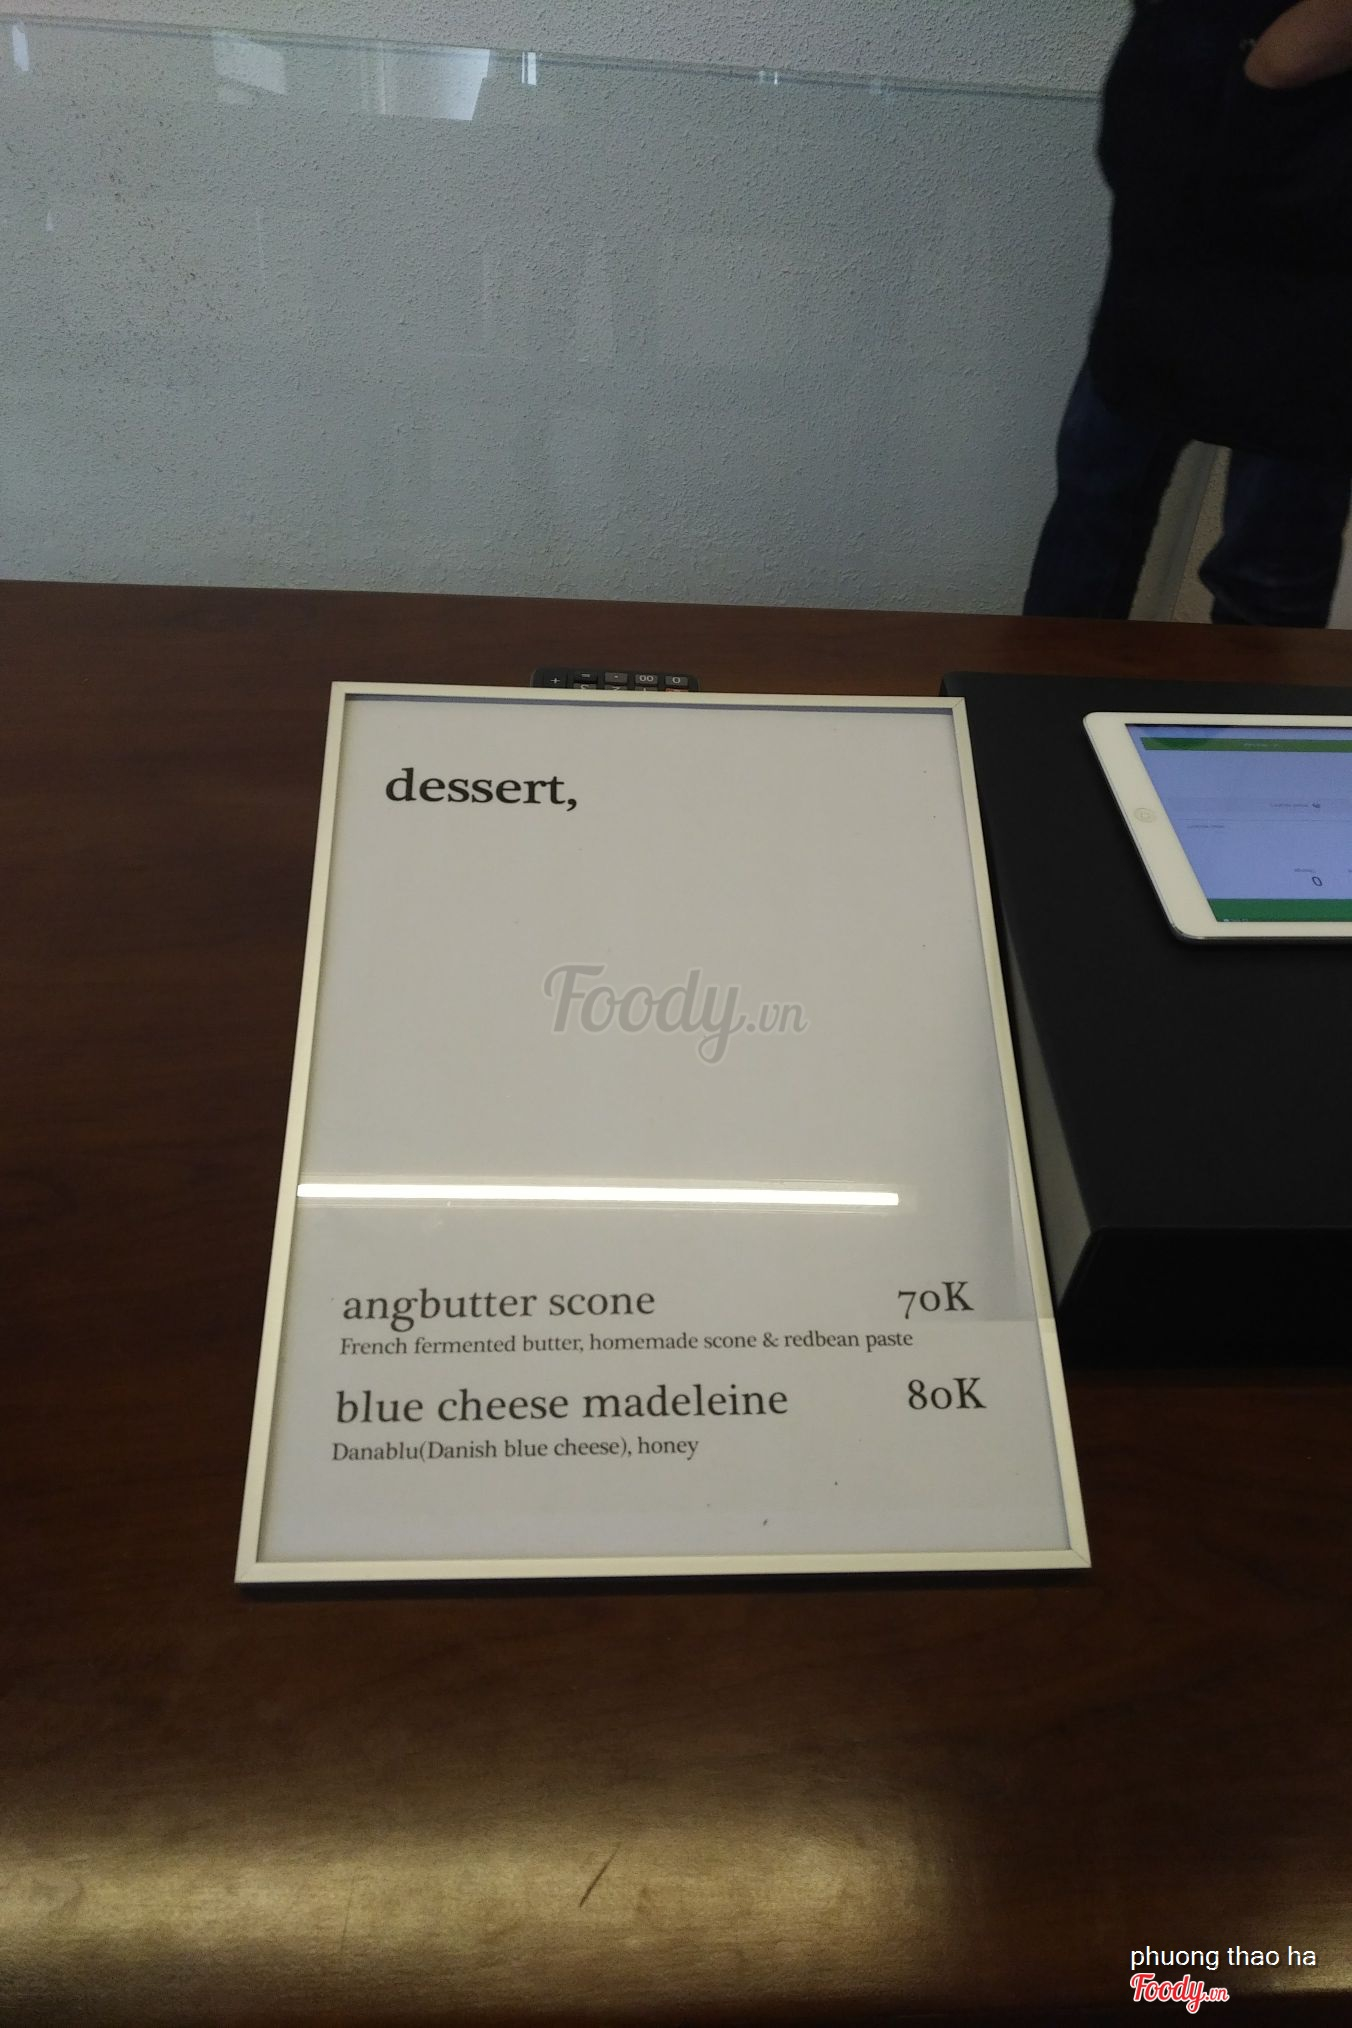 dessert,
Foody.vn
angbutter scone 70K
French fermented butter, homemade scone & redbean paste
blue cheese madeleine 80K
Danablu(Danish blue cheese), honey
phuong thao ha
Foody.vn